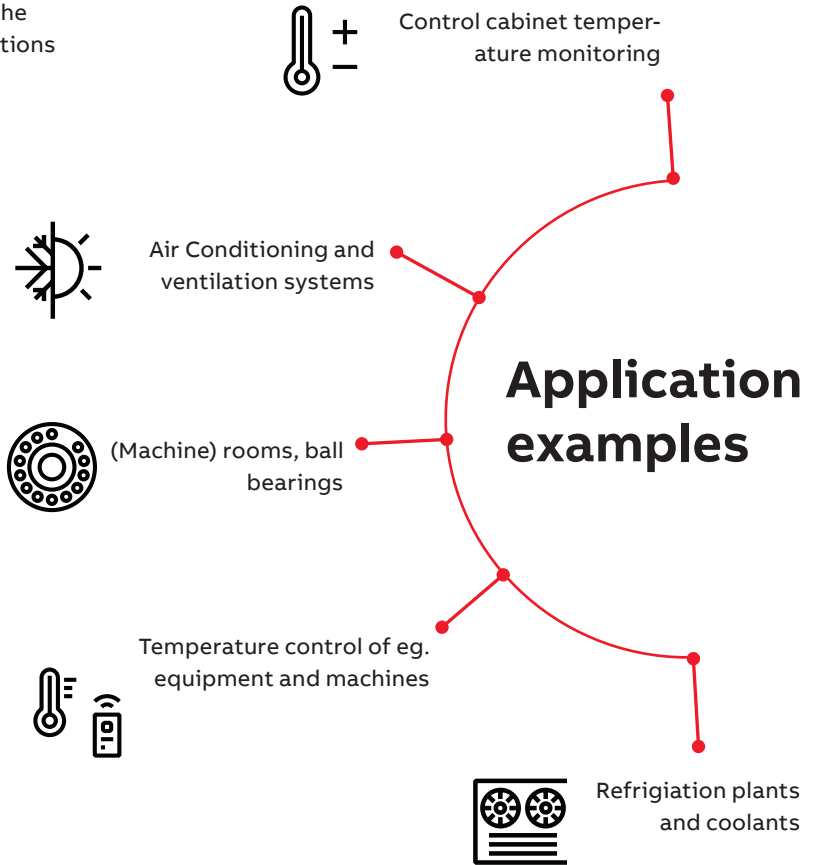 he
tions
Control cabinet temper-
ature monitoring
Air Conditioning and
ventilation systems
Application
examples
(Machine) rooms, ball
bearings
Temperature control of eg.
equipment and machines
Refrigiation plants
and coolants